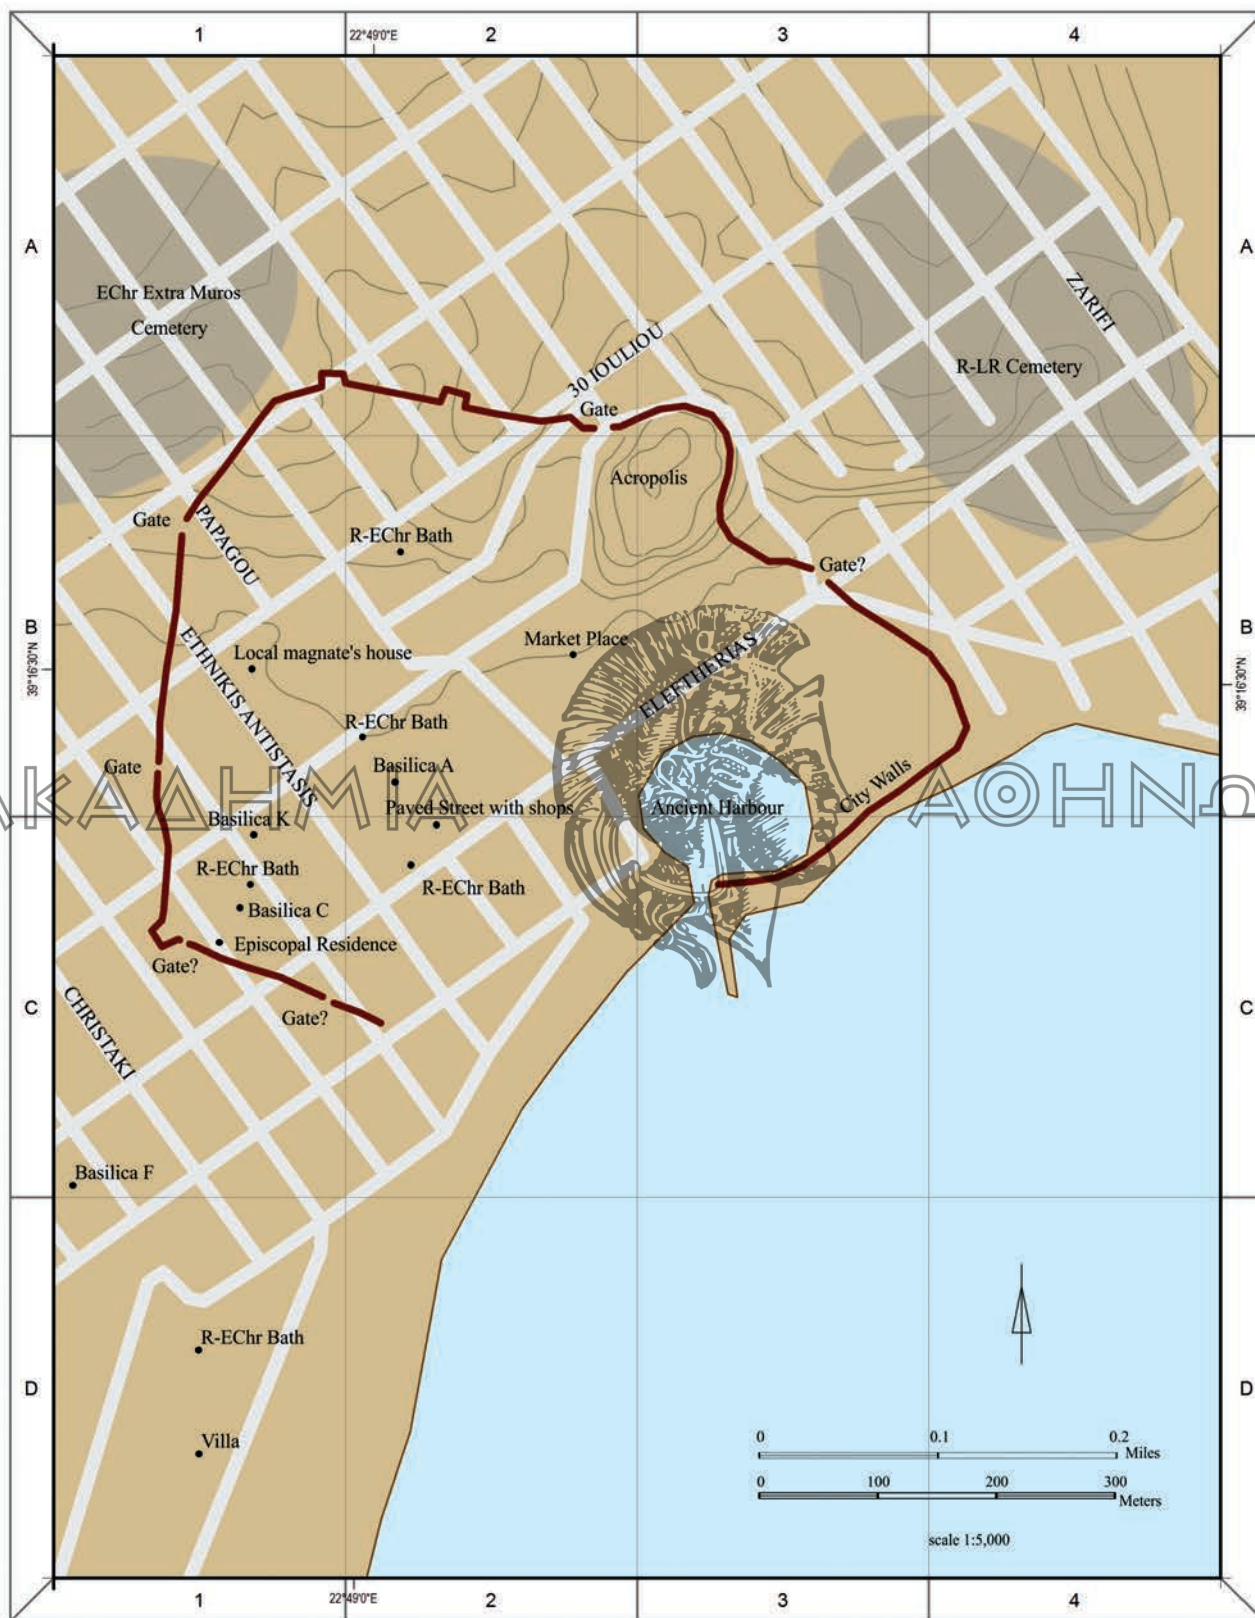 1 2 3 4
22°49'0"E
A
A
EChr Extra Muros
Cemetery
ZARIFI
R-LR Cemetery
30 IOULIOU
Gate
Acropolis
Gate
PAPAGOU
R-EChr Bath
Gate?
B
B
39°16'30"N
39°16'30"N
ETHNIKIS ANTISTASIS
Local magnate's house
Market Place
ELEFTHERIAS
R-EChr Bath
Gate
Basilica A
City Walls
Paved Street with shops
Ancient Harbour
ΑΚΑΔΗΜΙΑ ΑΘΗΝΩ
Basilica K
R-EChr Bath
R-EChr Bath
Basilica C
Episcopal Residence
Gate?
C
C
CHRISTAKI
Gate?
Basilica F
R-EChr Bath
D
D
Villa
0 0.1 0.2
Miles
0 100 200 300
Meters
scale 1:5,000
22°49'0"E
1 2 3 4